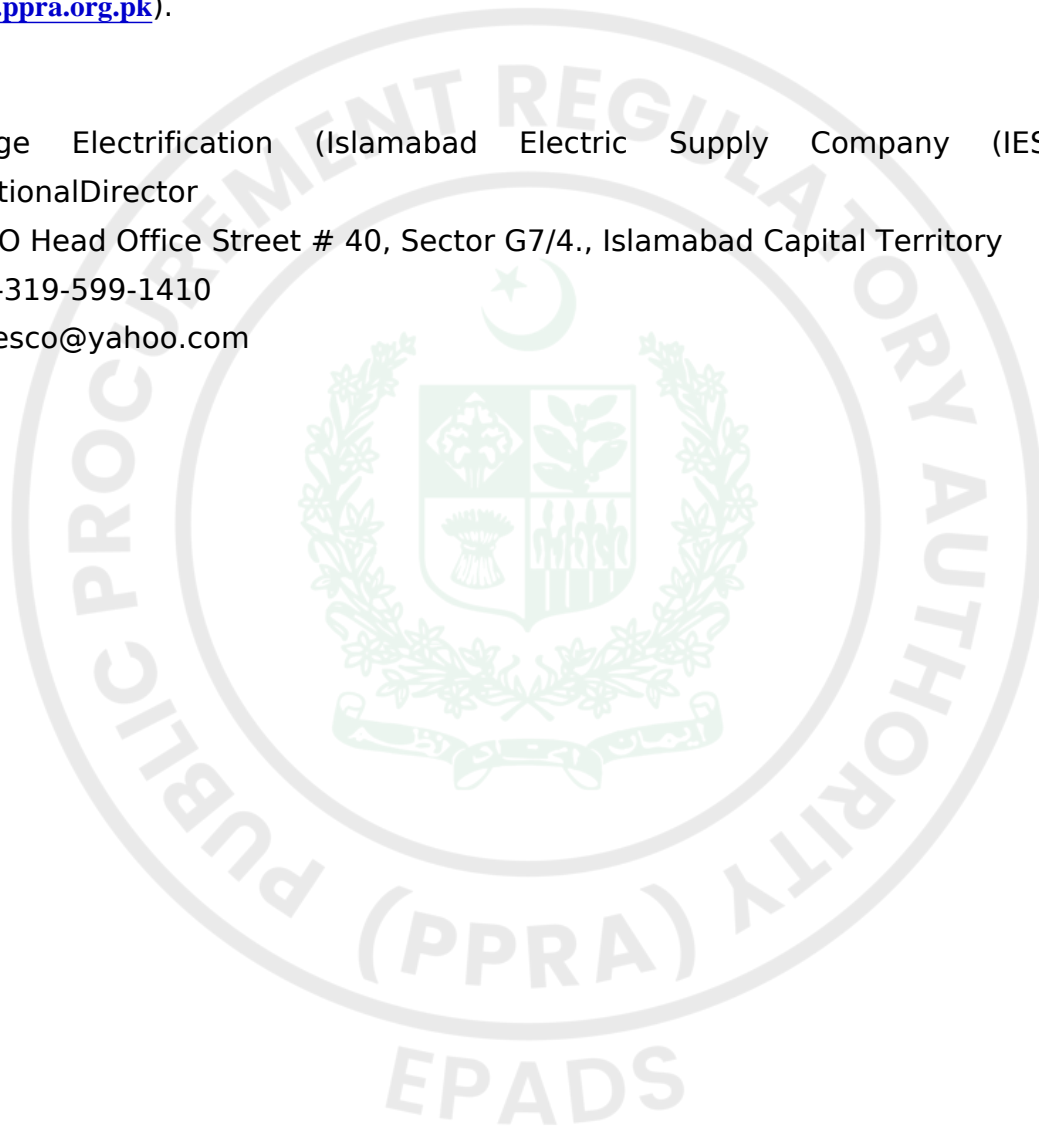 .ppra.org.pk).
ge Electrification (Islamabad Electric Supply Company (IES
tionalDirector
O Head Office Street # 40, Sector G7/4., Islamabad Capital Territory
-319-599-1410
esco@yahoo.com
PUBLIC PROCUREMENT REGULATORY AUTHORITY
(PPRA)
EPADS